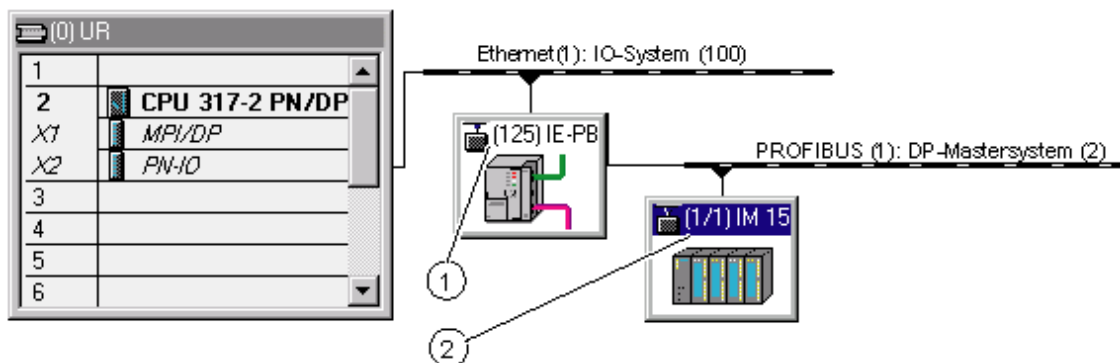 (0) UR
1
2 CPU 317-2 PN/DP
X1 MPI/DP
X2 PN-IO
3
4
5
6
Ethernet(1): IO-System (100)
(125) IE-PB
PROFIBUS (1): DP-Mastersystem (2)
(1/1) IM 15
1
2